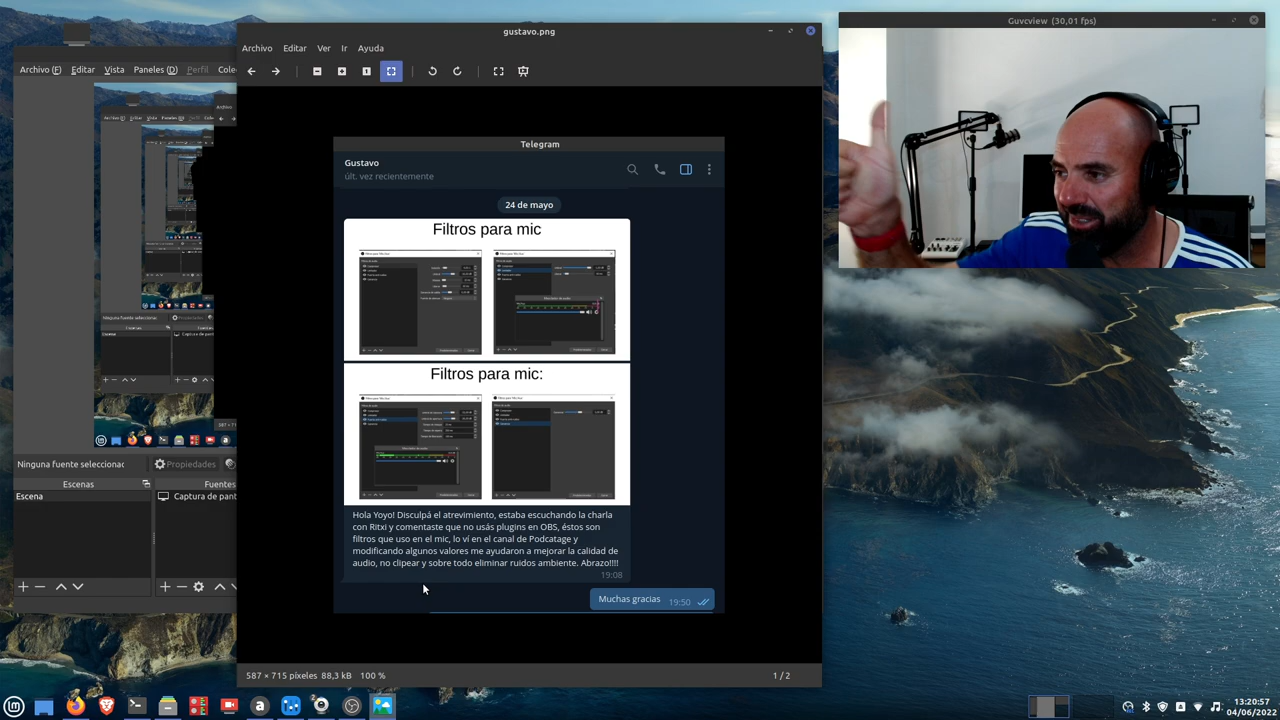 gustavo.png
Archivo Editar Ver Ir Ayuda
Guvcview (30,01 fps)
Archivo (F) Editar Vista Paneles (D) Perfil Cole
Telegram
Gustavo
últ. vez recientemente
24 de mayo
Filtros para mic
Filtros para mic:
Hola Yoyo! Disculpá el atrevimiento, estaba escuchando la charla
con Ritxi y comentaste que no usás plugins en OBS, éstos son
filtros que uso en el mic, lo ví en el canal de Podcatage y
modificando algunos valores me ayudaron a mejorar la calidad de
audio, no clipear y sobre todo eliminar ruidos ambiente. Abrazo!!!!
19:08
Muchas gracias 19:50
Ninguna fuente seleccionac Propiedades
Escenas Fuentes
Escena Captura de pant
587 × 715 píxeles 88,3 kB 100 % 1 / 2
13:20:57
04/06/2022